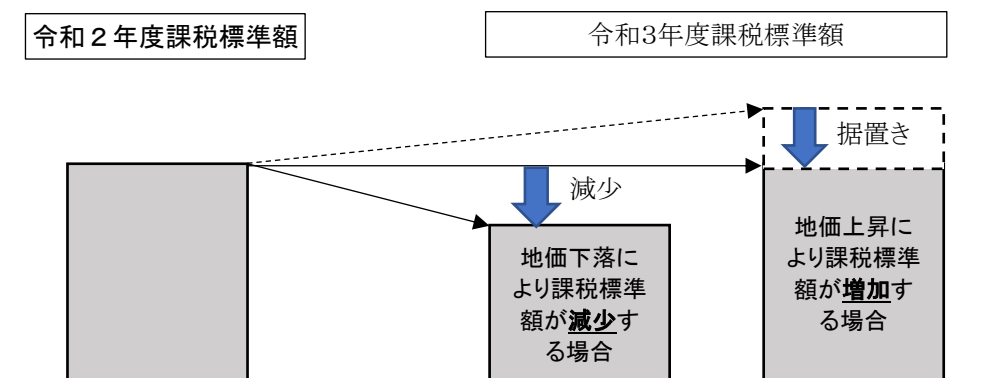 令和２年度課税標準額
令和3年度課税標準額
据置き
減少
地価下落に
より課税標準
額が減少す
る場合
地価上昇に
より課税標準
額が増加す
る場合